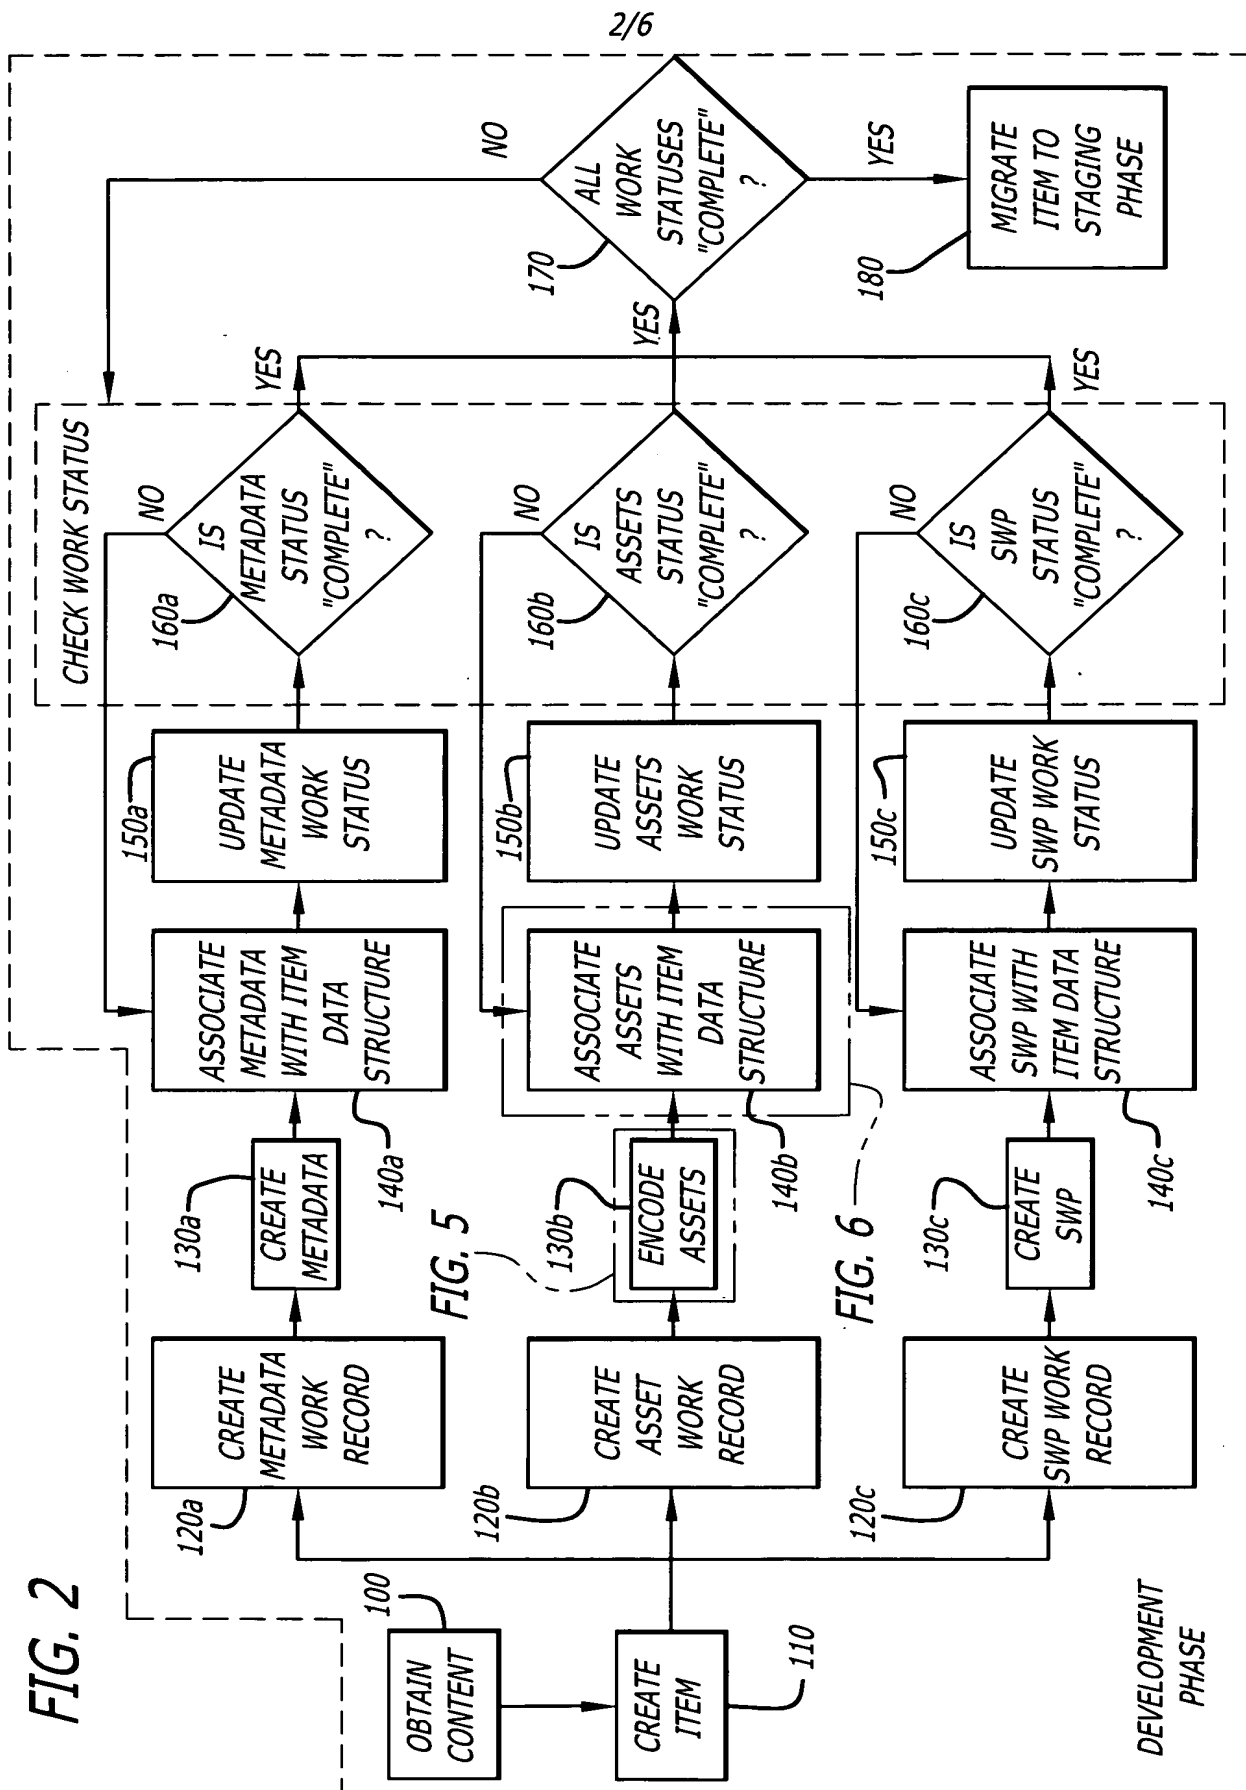 2/6
FIG. 2
OBTAIN
CONTENT
100
CREATE
ITEM
110
CREATE
METADATA
WORK
RECORD
120a
CREATE
METADATA
130a
ASSOCIATE
METADATA
WITH ITEM
DATA
STRUCTURE
140a
UPDATE
METADATA
WORK
STATUS
150a
CHECK WORK STATUS
IS
METADATA
STATUS
"COMPLETE"
?
160a
NO
YES
CREATE
ASSET
WORK
RECORD
120b
FIG. 5
ENCODE
ASSETS
130b
ASSOCIATE
ASSETS
WITH ITEM
DATA
STRUCTURE
140b
FIG. 6
UPDATE
ASSETS
WORK
STATUS
150b
IS
ASSETS
STATUS
"COMPLETE"
?
160b
NO
YES
CREATE
SWP WORK
RECORD
120c
CREATE
SWP
130c
ASSOCIATE
SWP WITH
ITEM DATA
STRUCTURE
140c
UPDATE
SWP WORK
STATUS
150c
IS
SWP
STATUS
"COMPLETE"
?
160c
NO
YES
ALL
WORK
STATUSES
"COMPLETE"
?
170
NO
YES
MIGRATE
ITEM TO
STAGING
PHASE
180
DEVELOPMENT
PHASE